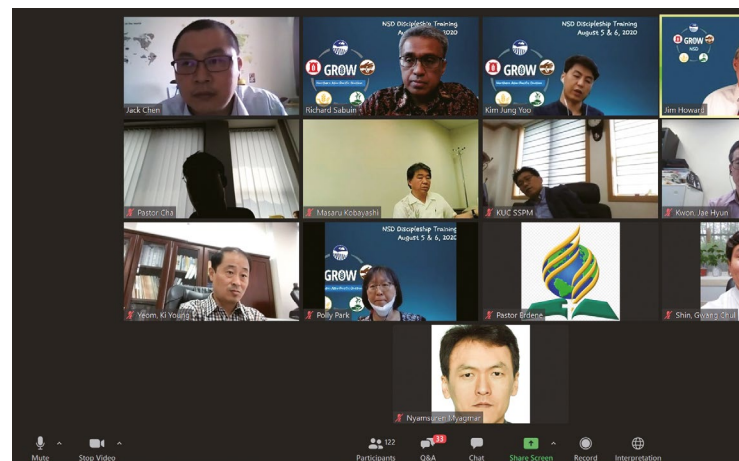 NSD Discipleship Training
August 5 & 6, 2020
GROW
Jack Chen
Richard Sabuin
NSD Discipleship Training
August 5 & 6, 2020
GROW
Kim Jung Yoo
GROW
NSD
Jim Howard
Pastor Cha
Masaru Kobayashi
KUC SSPM
Kwon, Jae Hyun
Yeom, Ki Young
NSD Discipleship Training
August 5 & 6, 2020
GROW
Polly Park
Pastor Erdene
Shin, Gwang Chul
Nyamsuren Myagmar
Mute
Stop Video
122
Participants
33
Q&A
Chat
Share Screen
Record
Interpretation